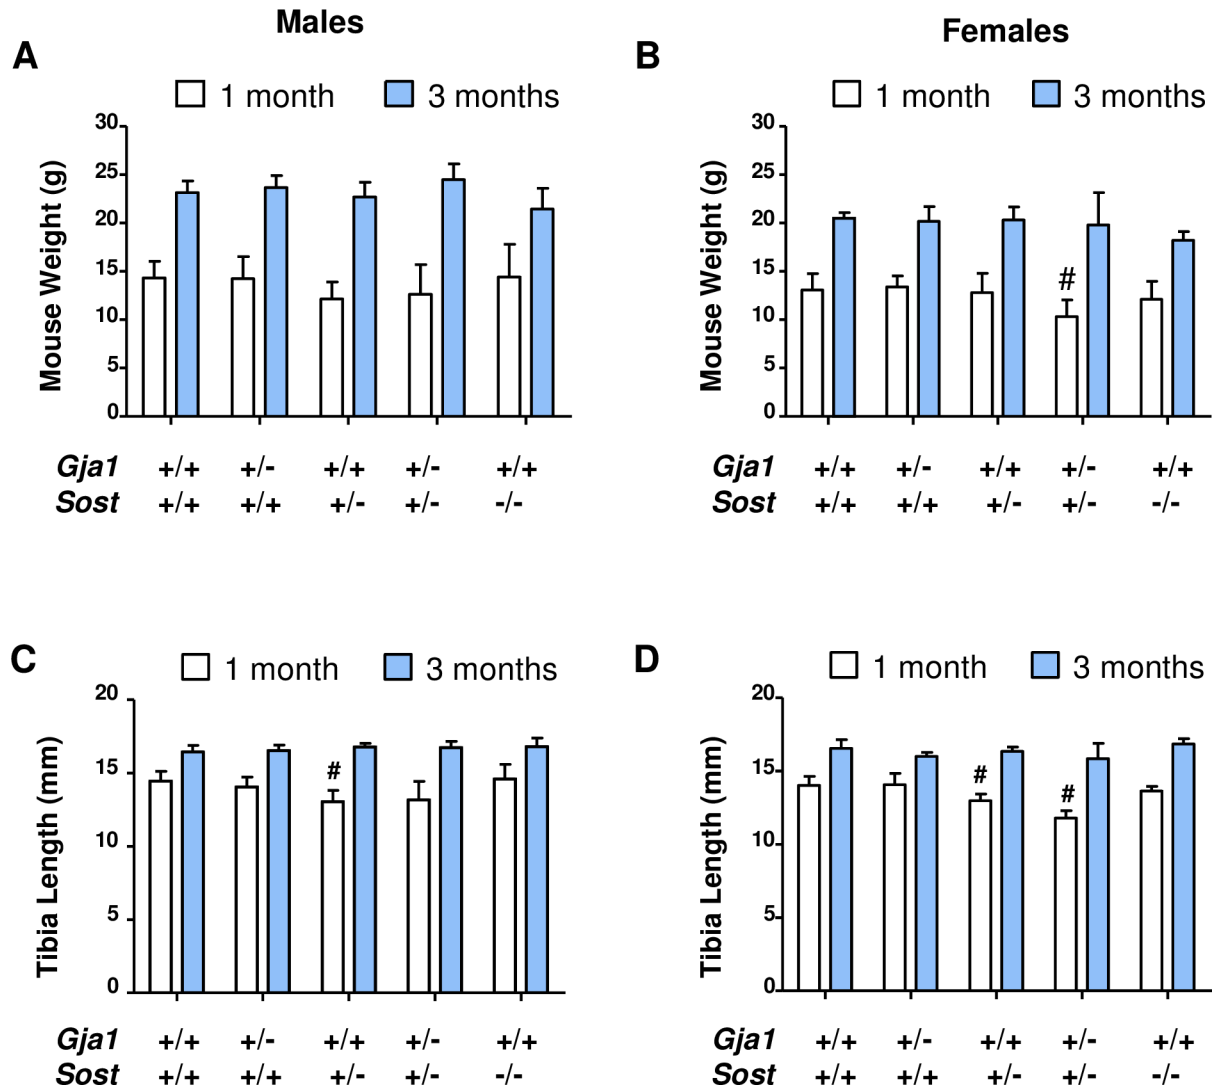 Males
Females
A
B
1 month 3 months
1 month 3 months
Mouse Weight (g)
30
25
20
15
10
5
0
Gja1 +/+ +/- +/+ +/- +/+
Sost +/+ +/+ +/- +/- -/-
Mouse Weight (g)
30
25
20
15
10
5
0
#
Gja1 +/+ +/- +/+ +/- +/+
Sost +/+ +/+ +/- +/- -/-
C
D
1 month 3 months
1 month 3 months
Tibia Length (mm)
20
15
10
5
0
#
Gja1 +/+ +/- +/+ +/- +/+
Sost +/+ +/+ +/- +/- -/-
Tibia Length (mm)
20
15
10
5
0
# #
Gja1 +/+ +/- +/+ +/- +/+
Sost +/+ +/+ +/- +/- -/-